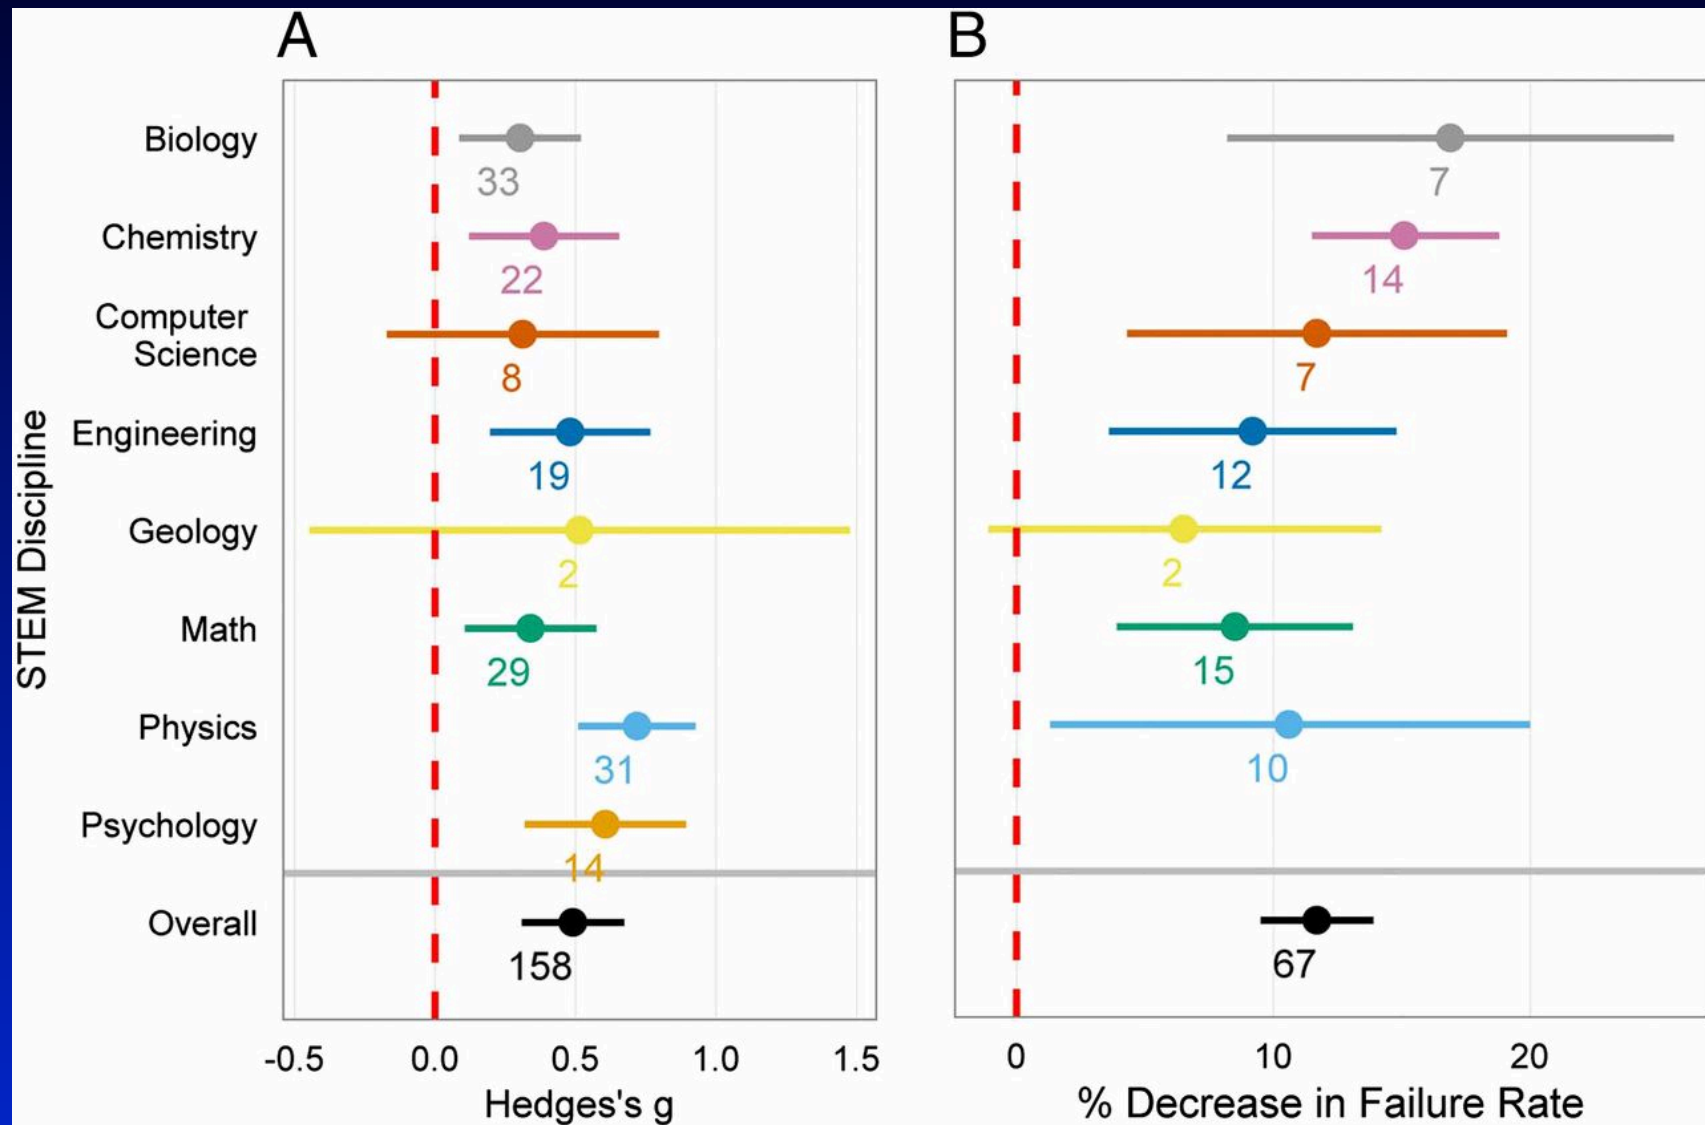 A
B
STEM Discipline
Biology
33
7
Chemistry
22
14
Computer
Science
8
7
Engineering
19
12
Geology
2
2
Math
29
15
Physics
31
10
Psychology
14
Overall
158
67
-0.5 0.0 0.5 1.0 1.5
0 10 20
Hedges's g
% Decrease in Failure Rate